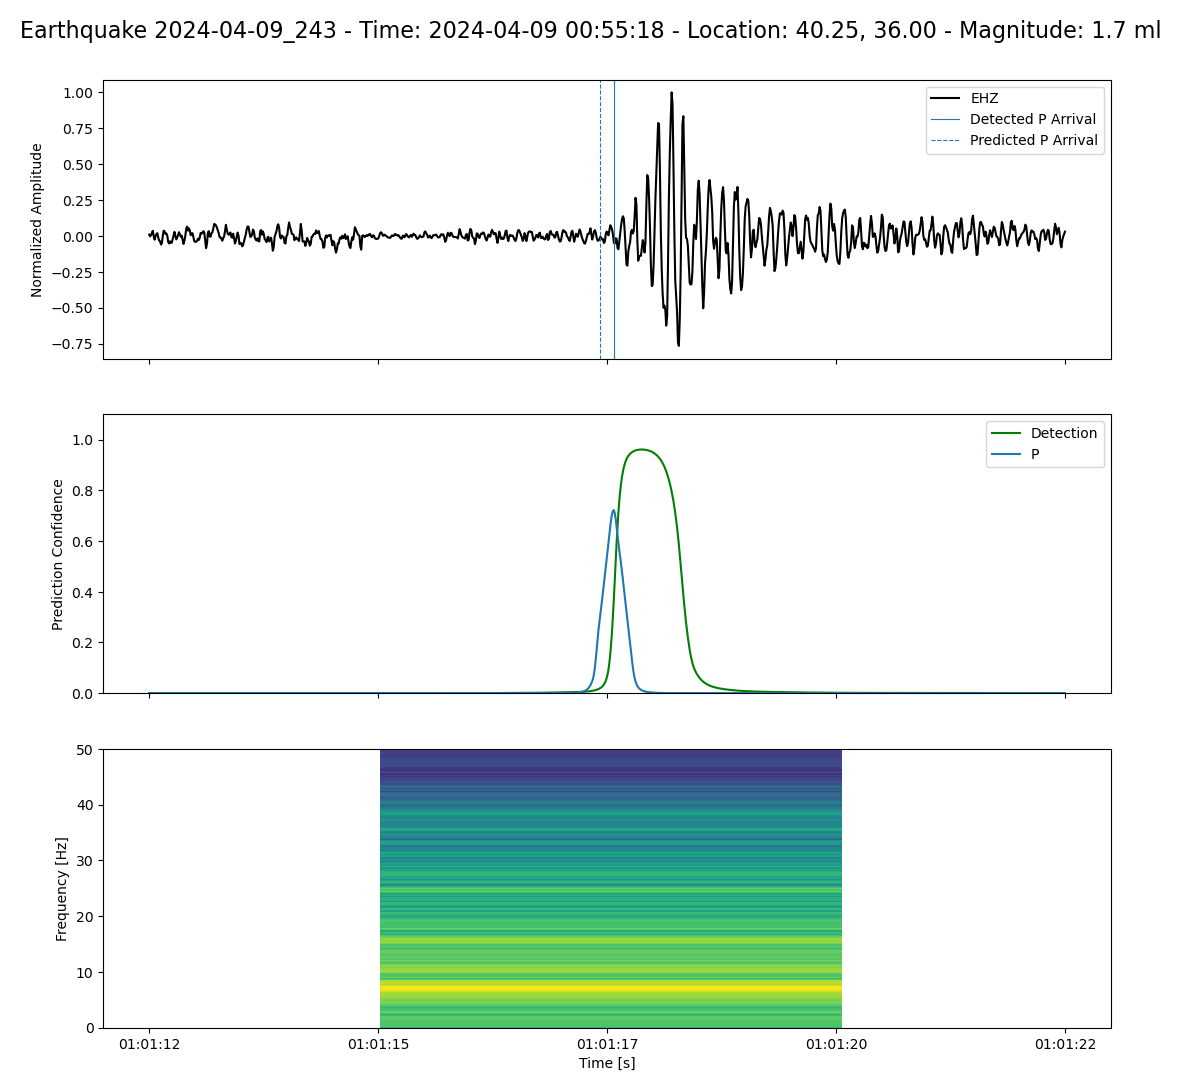 Earthquake 2024-04-09_243 - Time: 2024-04-09 00:55:18 - Location: 40.25, 36.00 - Magnitude: 1.7 ml
Normalized Amplitude
1.00
0.75
0.50
0.25
0.00
−0.25
−0.50
−0.75
EHZ
Detected P Arrival
Predicted P Arrival
Prediction Confidence
1.0
0.8
0.6
0.4
0.2
0.0
Detection
P
Frequency [Hz]
50
40
30
20
10
0
01:01:12 01:01:15 01:01:17 01:01:20 01:01:22
Time [s]